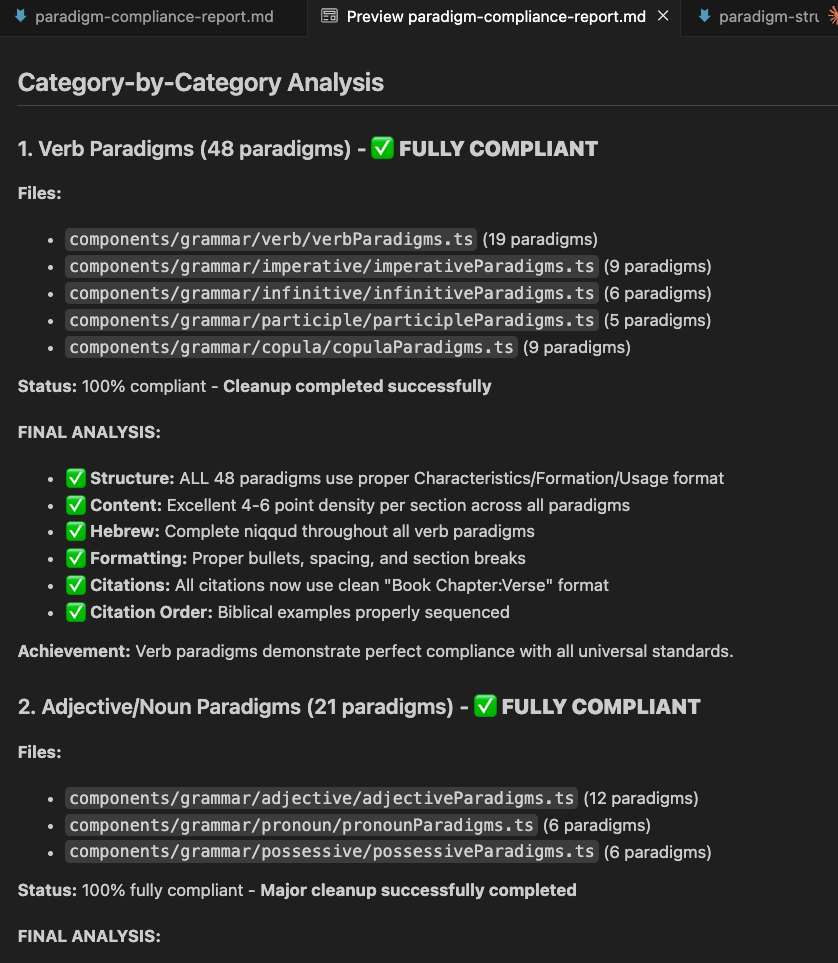 paradigm-compliance-report.md
Preview paradigm-compliance-report.md
paradigm-stru
Category-by-Category Analysis
1. Verb Paradigms (48 paradigms) - ✅ FULLY COMPLIANT
Files:
• components/grammar/verb/verbParadigms.ts (19 paradigms)
• components/grammar/imperative/imperativeParadigms.ts (9 paradigms)
• components/grammar/infinitive/infinitiveParadigms.ts (6 paradigms)
• components/grammar/participle/participleParadigms.ts (5 paradigms)
• components/grammar/copula/copulaParadigms.ts (9 paradigms)
Status: 100% compliant - Cleanup completed successfully
FINAL ANALYSIS:
• ✅ Structure: ALL 48 paradigms use proper Characteristics/Formation/Usage format
• ✅ Content: Excellent 4-6 point density per section across all paradigms
• ✅ Hebrew: Complete niqqud throughout all verb paradigms
• ✅ Formatting: Proper bullets, spacing, and section breaks
• ✅ Citations: All citations now use clean "Book Chapter:Verse" format
• ✅ Citation Order: Biblical examples properly sequenced
Achievement: Verb paradigms demonstrate perfect compliance with all universal standards.
2. Adjective/Noun Paradigms (21 paradigms) - ✅ FULLY COMPLIANT
Files:
• components/grammar/adjective/adjectiveParadigms.ts (12 paradigms)
• components/grammar/pronoun/pronounParadigms.ts (6 paradigms)
• components/grammar/possessive/possessiveParadigms.ts (6 paradigms)
Status: 100% fully compliant - Major cleanup successfully completed
FINAL ANALYSIS: